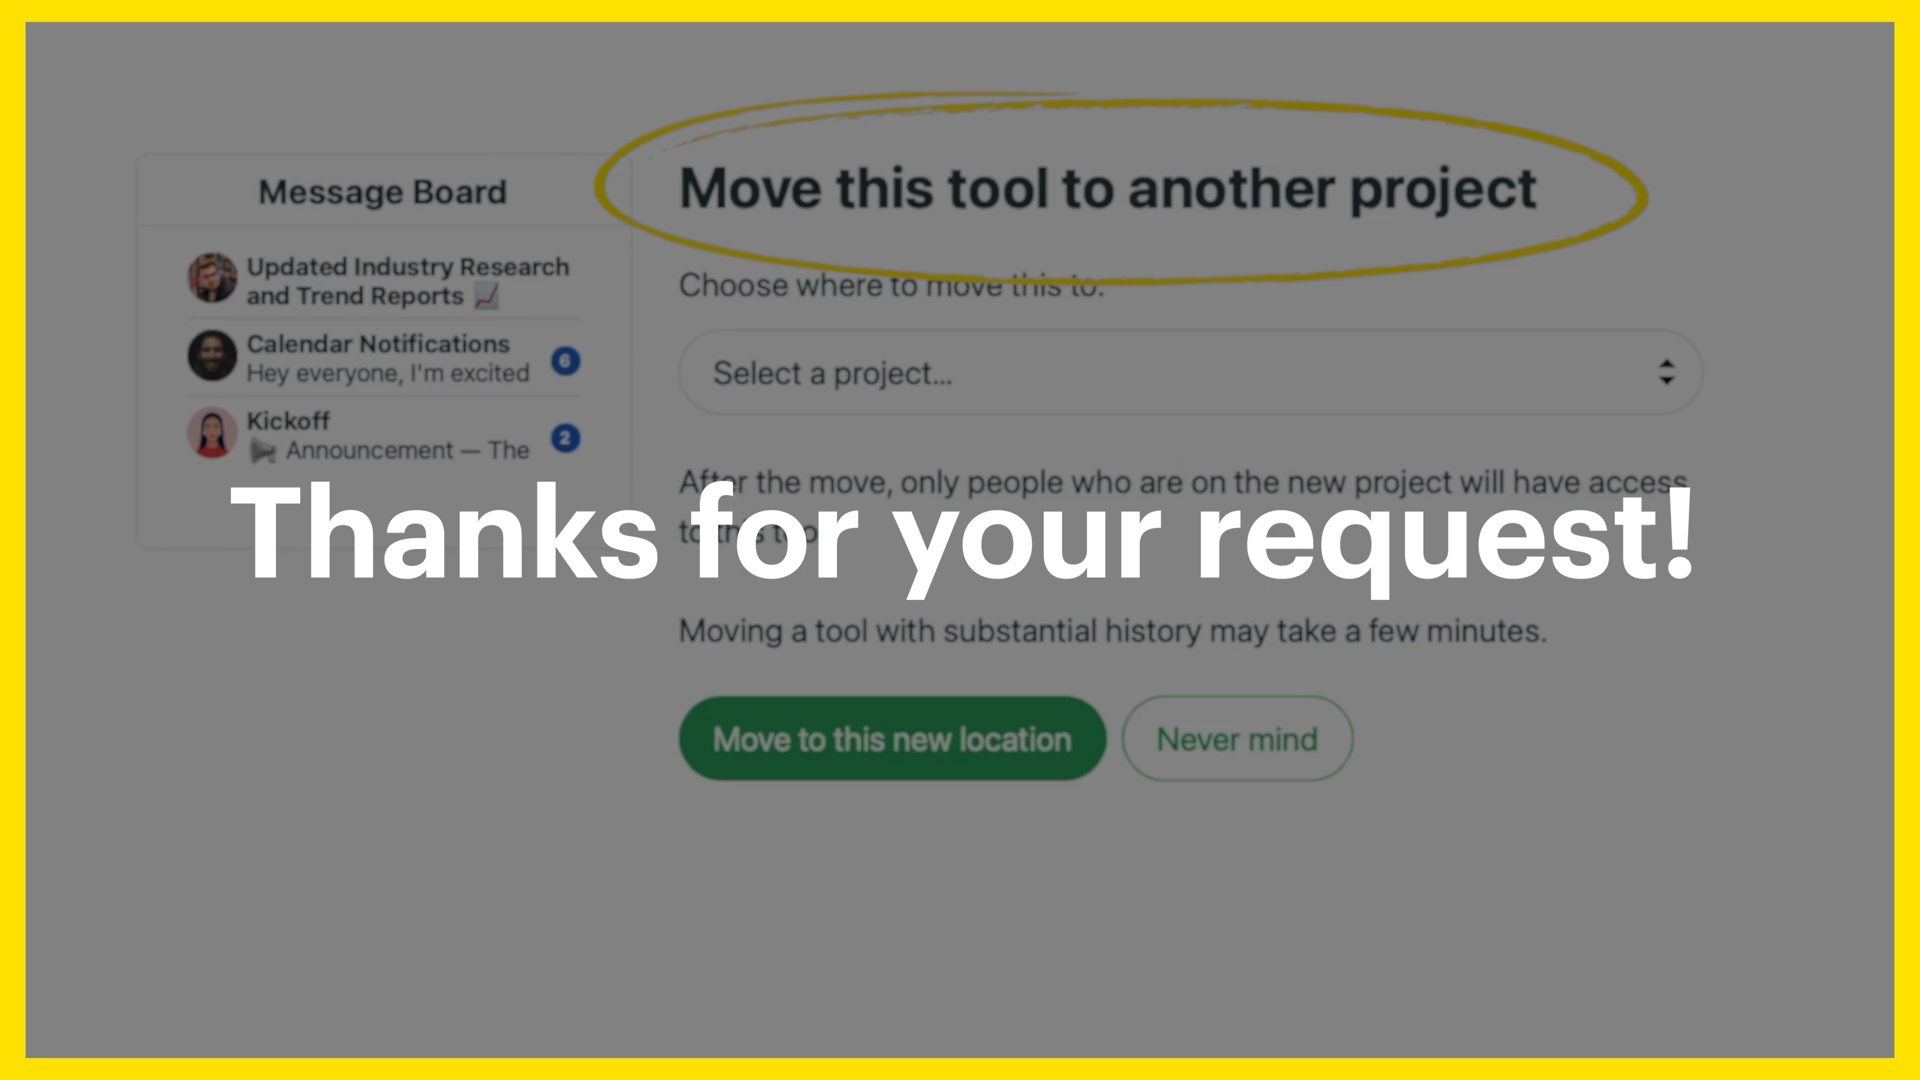 Message Board
Updated Industry Research
and Trend Reports
Calendar Notifications
Hey everyone, I'm excited
6
Kickoff
Announcement — The
2
Move this tool to another project
Choose where to move this to:
Select a project...
After the move, only people who are on the new project will have access
to this tool
Thanks for your request!
Moving a tool with substantial history may take a few minutes.
Move to this new location
Never mind